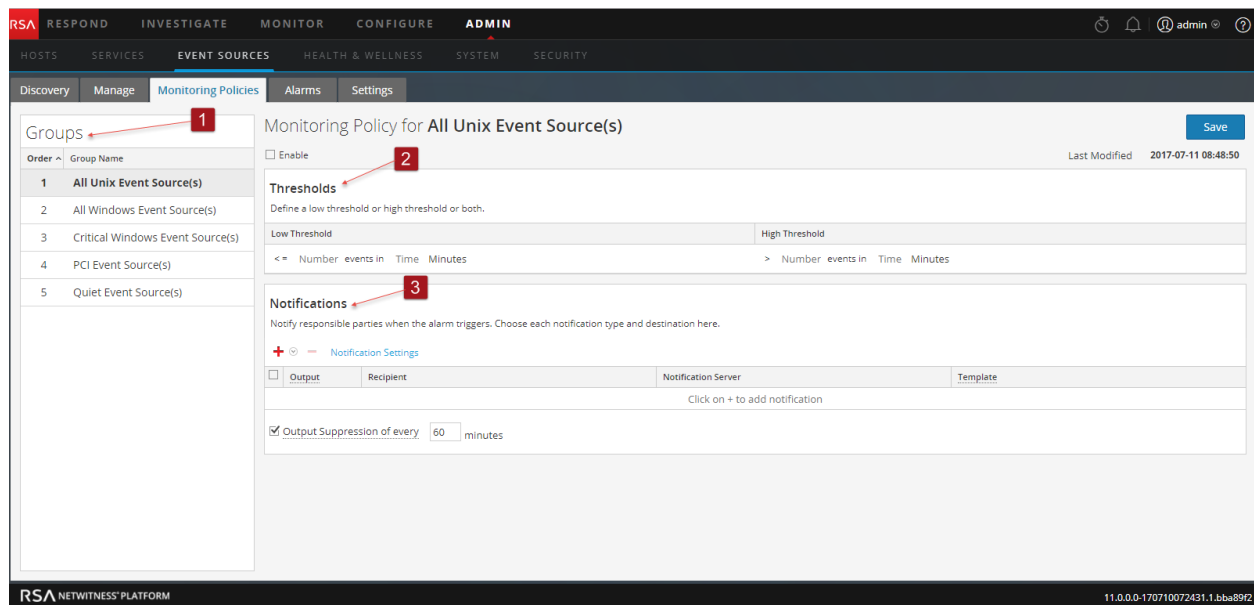 RSA RESPOND INVESTIGATE MONITOR CONFIGURE ADMIN admin
HOSTS SERVICES EVENT SOURCES HEALTH & WELLNESS SYSTEM SECURITY
Discovery Manage Monitoring Policies Alarms Settings
Groups 1
Order Group Name
1 All Unix Event Source(s)
2 All Windows Event Source(s)
3 Critical Windows Event Source(s)
4 PCI Event Source(s)
5 Quiet Event Source(s)
Monitoring Policy for All Unix Event Source(s) Save
Enable 2 Last Modified 2017-07-11 08:48:50
Thresholds
Define a low threshold or high threshold or both.
Low Threshold High Threshold
<= Number events in Time Minutes > Number events in Time Minutes
Notifications 3
Notify responsible parties when the alarm triggers. Choose each notification type and destination here.
+ − Notification Settings
Output Recipient Notification Server Template
Click on + to add notification
Output Suppression of every 60 minutes
RSA NETWITNESS® PLATFORM 11.0.0.0-170710072431.1.bba89f2